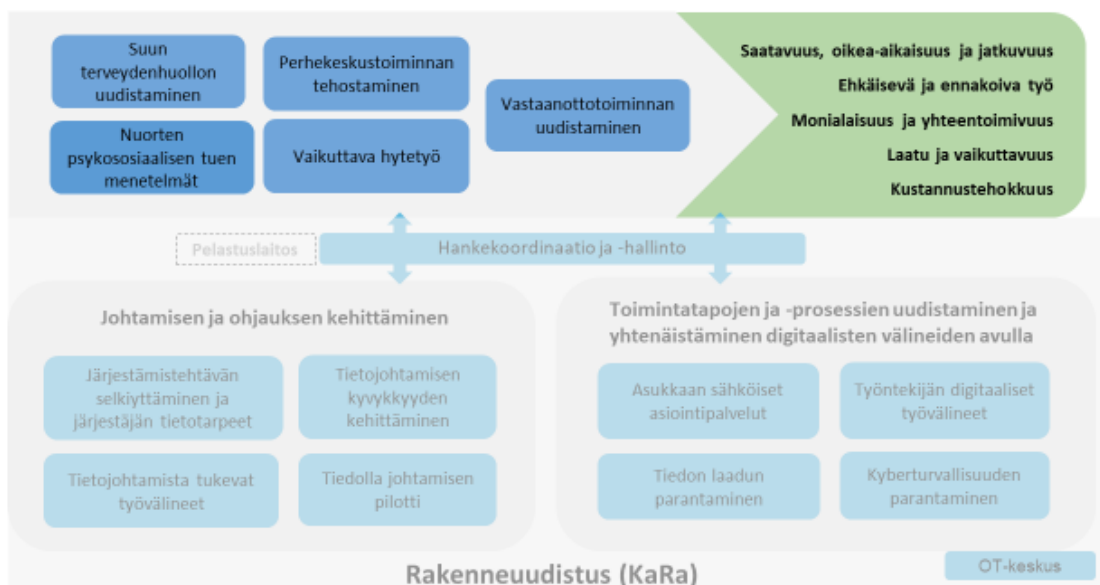 Suun
terveydenhuollon
uudistaminen
Perhekeskustoiminnan
tehostaminen
Vastaanottotoiminnan
uudistaminen
Nuorten
psykososiaalisen tuen
menetelmät
Vaikuttava hytetyö
Saatavuus, oikea-aikaisuus ja jatkuvuus
Ehkäisevä ja ennakoiva työ
Monialaisuus ja yhteentoimivuus
Laatu ja vaikuttavuus
Kustannustehokkuus
Pelastuslaitos
Hankekoordinaatio ja -hallinto
Johtamisen ja ohjauksen kehittäminen
Järjestämistehtävän
selkiyttäminen ja
järjestäjän tietotarpeet
Tietojohtamisen
kyvykkyyden
kehittäminen
Tietojohtamista tukevat
työvälineet
Tiedolla johtamisen
pilotti
Toimintatapojen ja -prosessien uudistaminen ja
yhtenäistäminen digitaalisten välineiden avulla
Asukkaan sähköiset
asiointipalvelut
Työntekijän digitaaliset
työvälineet
Tiedon laadun
parantaminen
Kyberturvallisuuden
parantaminen
Rakenneuudistus (KaRa)
OT-keskus